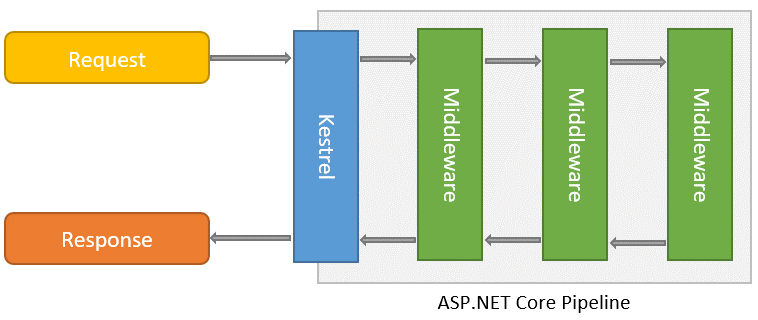 Request
Kestrel
Middleware
Middleware
Middleware
Response
ASP.NET Core Pipeline